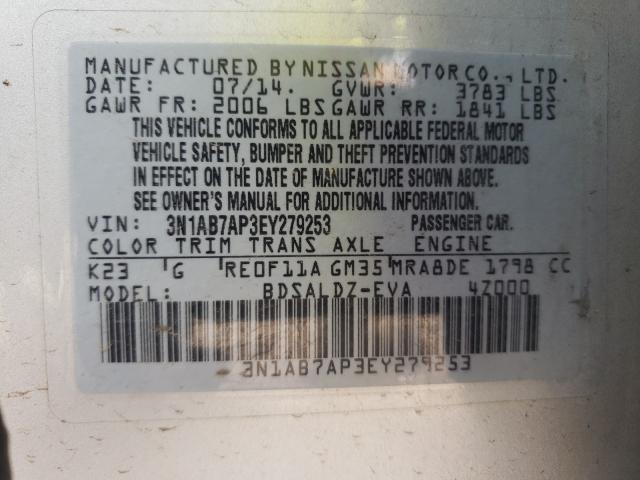 MANUFACTURED BY NISSAN MOTOR CO., LTD.
DATE: 07/14. GVWR: 3783 LBS
GAWR FR: 2006 LBS GAWR RR: 1841 LBS
THIS VEHICLE CONFORMS TO ALL APPLICABLE FEDERAL MOTOR
VEHICLE SAFETY, BUMPER AND THEFT PREVENTION STANDARDS
IN EFFECT ON THE DATE OF MANUFACTURE SHOWN ABOVE.
SEE OWNER'S MANUAL FOR ADDITIONAL INFORMATION.
VIN: 3N1AB7AP3EY279253 PASSENGER CAR.
COLOR TRIM TRANS AXLE ENGINE
K23 G RE0F11A GM35 MRA8DE 1798 CC
MODEL: BDSALDZ-EVA 4Z000
3N1AB7AP3EY279253